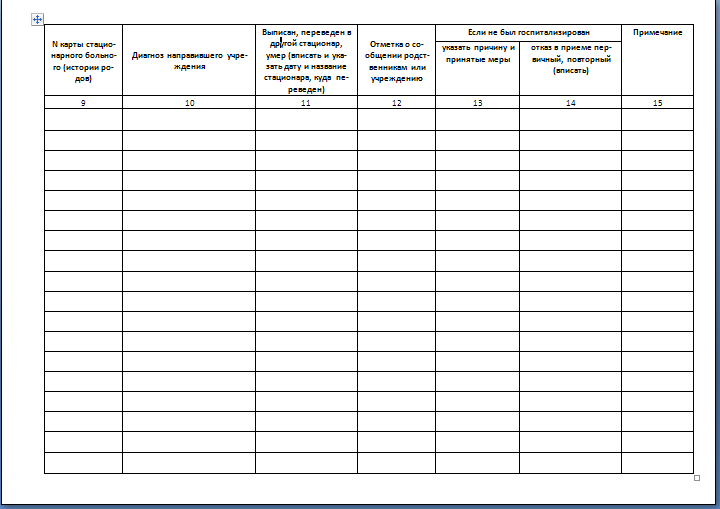 N карты стацио-
нарного больно-
го (истории ро-
дов)
Диагноз направившего учре-
ждения
Выписан, переведен в
другой стационар,
умер (вписать и ука-
зать дату и название
стационара, куда пе-
реведен)
Отметка о со-
общении родст-
венникам или
учреждению
Если не был госпитализирован
указать причину и
принятые меры
отказ в приеме пер-
вичный, повторный
(вписать)
Примечание
9 10 11 12 13 14 15